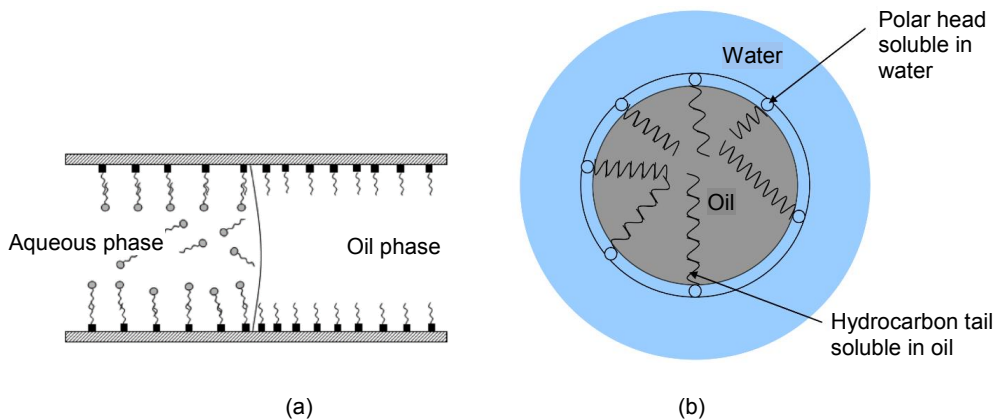 Aqueous phase
Oil phase
(a)
Polar head
soluble in
water
Water
Oil
Hydrocarbon tail
soluble in oil
(b)